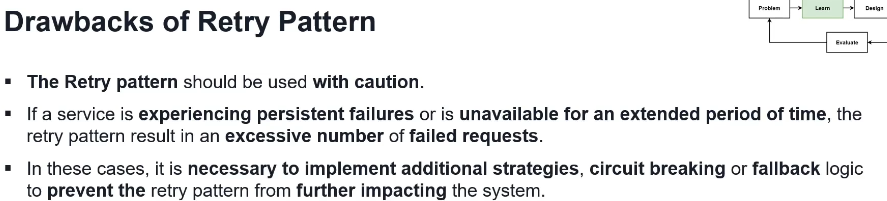 Drawbacks of Retry Pattern
Problem
Learn
Design
Evaluate
▪ The Retry pattern should be used with caution.
▪ If a service is experiencing persistent failures or is unavailable for an extended period of time, the
retry pattern result in an excessive number of failed requests.
▪ In these cases, it is necessary to implement additional strategies, circuit breaking or fallback logic
to prevent the retry pattern from further impacting the system.